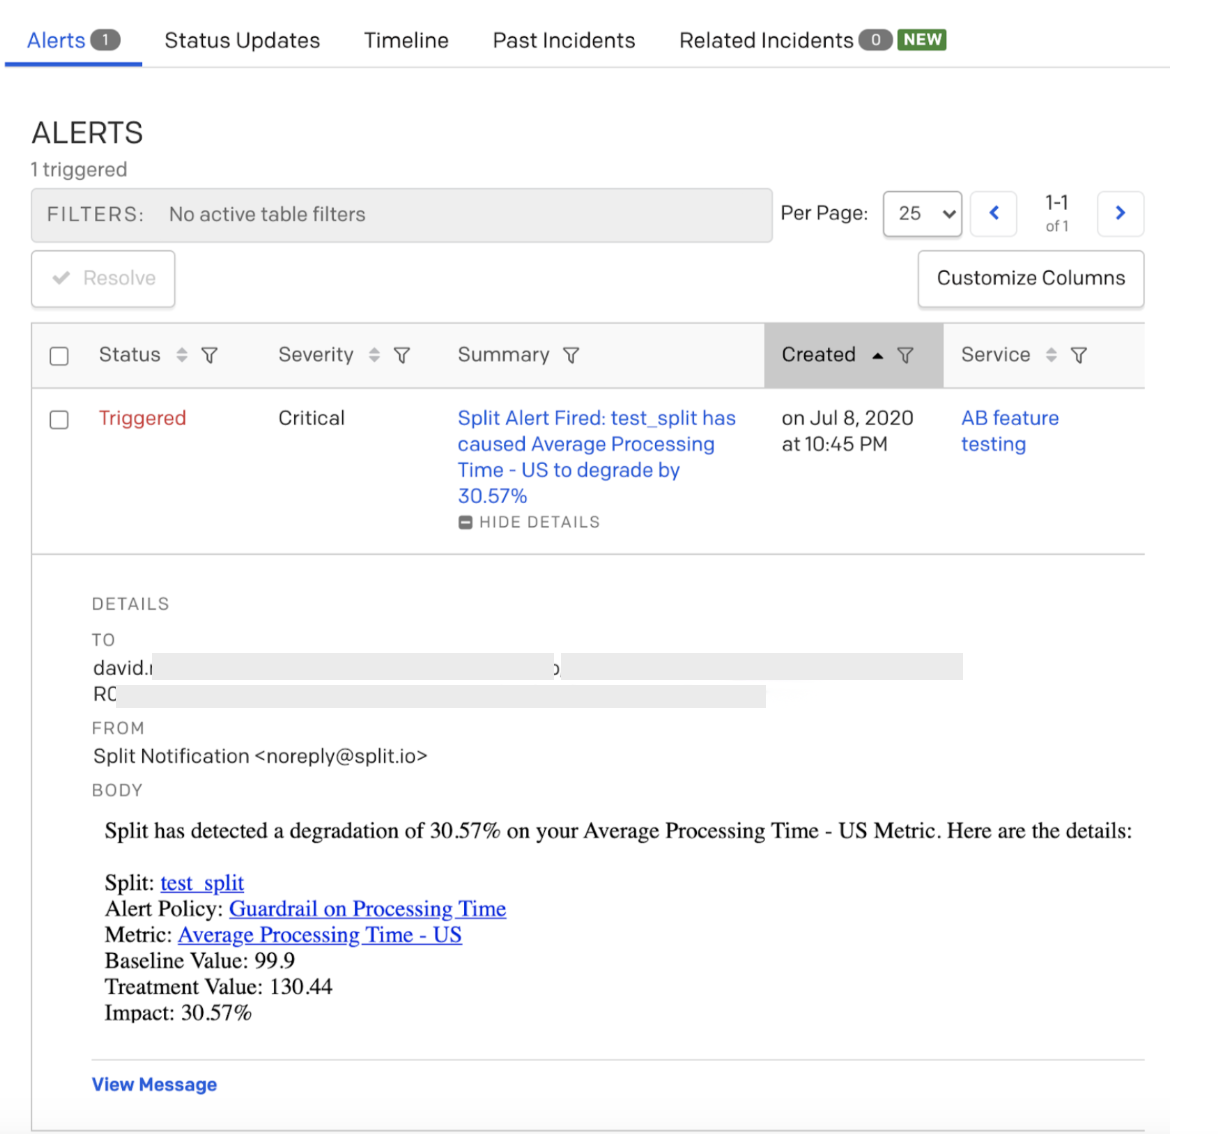 Alerts 1 Status Updates Timeline Past Incidents Related Incidents 0 NEW
ALERTS
1 triggered
FILTERS: No active table filters Per Page: 25 1-1
of 1
Resolve Customize Columns
Status Severity Summary Created Service
Triggered Critical Split Alert Fired: test_split has on Jul 8, 2020 AB feature
caused Average Processing at 10:45 PM testing
Time - US to degrade by
30.57%
HIDE DETAILS
DETAILS
TO
david.
FROM
Split Notification <noreply@split.io>
BODY
Split has detected a degradation of 30.57% on your Average Processing Time - US Metric. Here are the details:
Split: test_split
Alert Policy: Guardrail on Processing Time
Metric: Average Processing Time - US
Baseline Value: 99.9
Treatment Value: 130.44
Impact: 30.57%
View Message